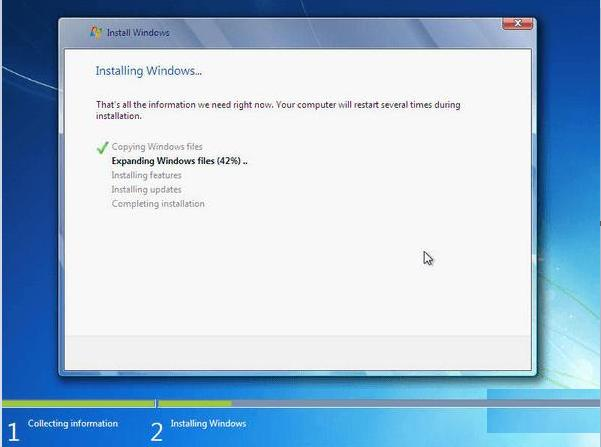 Install Windows
Installing Windows...
That's all the information we need right now. Your computer will restart several times during
installation.
Copying Windows files
Expanding Windows files (42%) ..
Installing features
Installing updates
Completing installation
1 Collecting information
2 Installing Windows